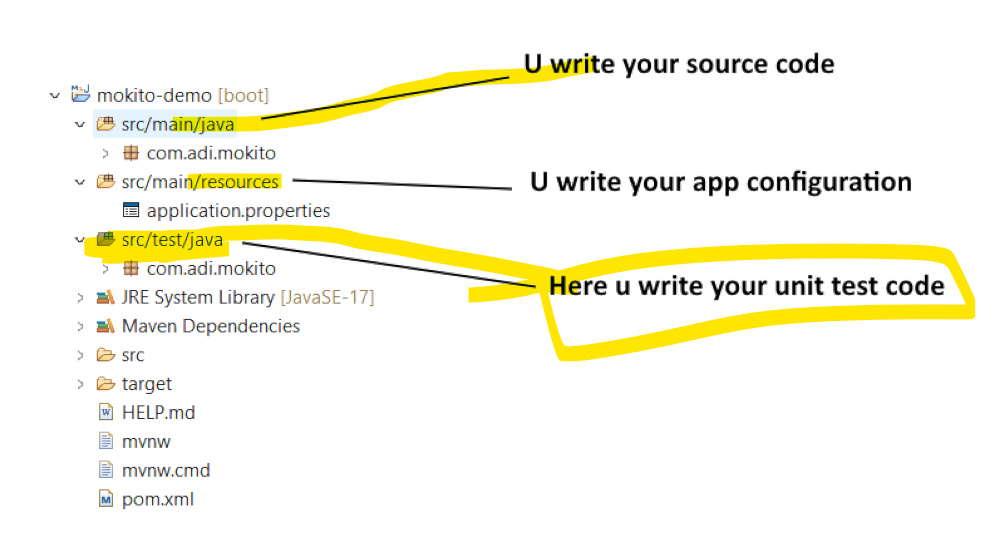 U write your source code
mokito-demo [boot]
src/main/java
com.adi.mokito
src/main/resources
U write your app configuration
application.properties
src/test/java
com.adi.mokito
Here u write your unit test code
JRE System Library [JavaSE-17]
Maven Dependencies
src
target
HELP.md
mvnw
mvnw.cmd
pom.xml